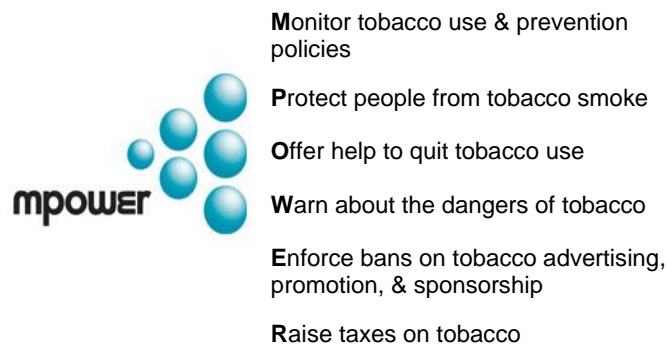 Monitor tobacco use & prevention
policies
Protect people from tobacco smoke
Offer help to quit tobacco use
mpower
Warn about the dangers of tobacco
Enforce bans on tobacco advertising,
promotion, & sponsorship
Raise taxes on tobacco